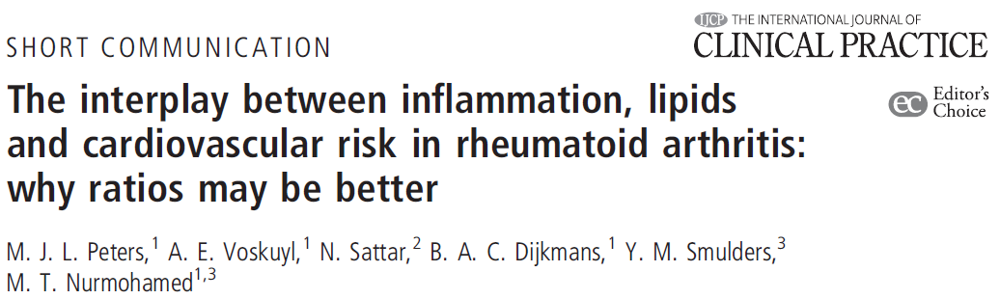 SHORT COMMUNICATION
IJCP THE INTERNATIONAL JOURNAL OF
CLINICAL PRACTICE
The interplay between inflammation, lipids
and cardiovascular risk in rheumatoid arthritis:
why ratios may be better
ec Editor's
Choice
M. J. L. Peters,¹ A. E. Voskuyl,¹ N. Sattar,² B. A. C. Dijkmans,¹ Y. M. Smulders,³
M. T. Nurmohamed¹,³